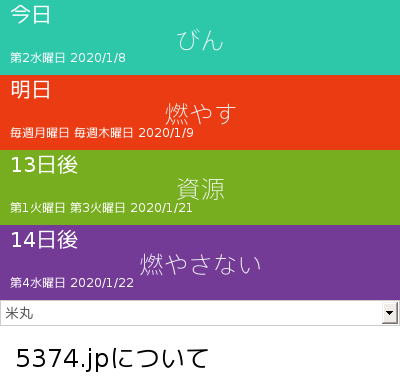 今日
びん
第2水曜日 2020/1/8
明日
燃やす
毎週月曜日 毎週木曜日 2020/1/9
13日後
資源
第1火曜日 第3火曜日 2020/1/21
14日後
燃やさない
第4水曜日 2020/1/22
米丸
5374.jpについて